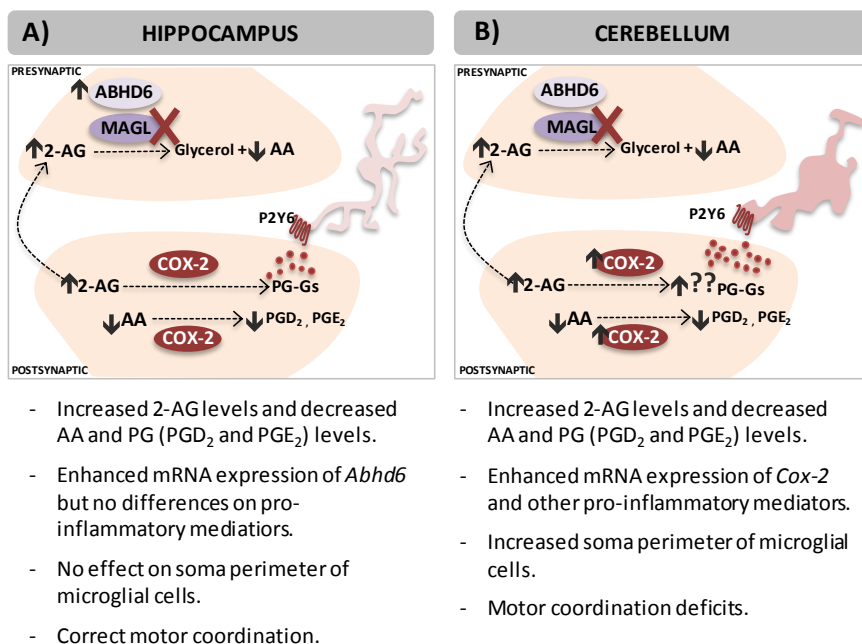 A) HIPPOCAMPUS
PRESYNAPTIC
ABHD6
MAGL
2-AG Glycerol + AA
P2Y6
COX-2
2-AG PG-Gs
AA PGD2 , PGE2
COX-2
POSTSYNAPTIC
- Increased 2-AG levels and decreased
AA and PG (PGD2 and PGE2) levels.
- Enhanced mRNA expression of Abhd6
but no differences on pro-
inflammatory mediatiors.
- No effect on soma perimeter of
microglial cells.
- Correct motor coordination.
B) CEREBELLUM
PRESYNAPTIC
ABHD6
MAGL
2-AG Glycerol + AA
P2Y6
COX-2
2-AG ?? PG-Gs
AA PGD2 , PGE2
COX-2
POSTSYNAPTIC
- Increased 2-AG levels and decreased
AA and PG (PGD2 and PGE2) levels.
- Enhanced mRNA expression of Cox-2
and other pro-inflammatory mediators.
- Increased soma perimeter of microglial
cells.
- Motor coordination deficits.